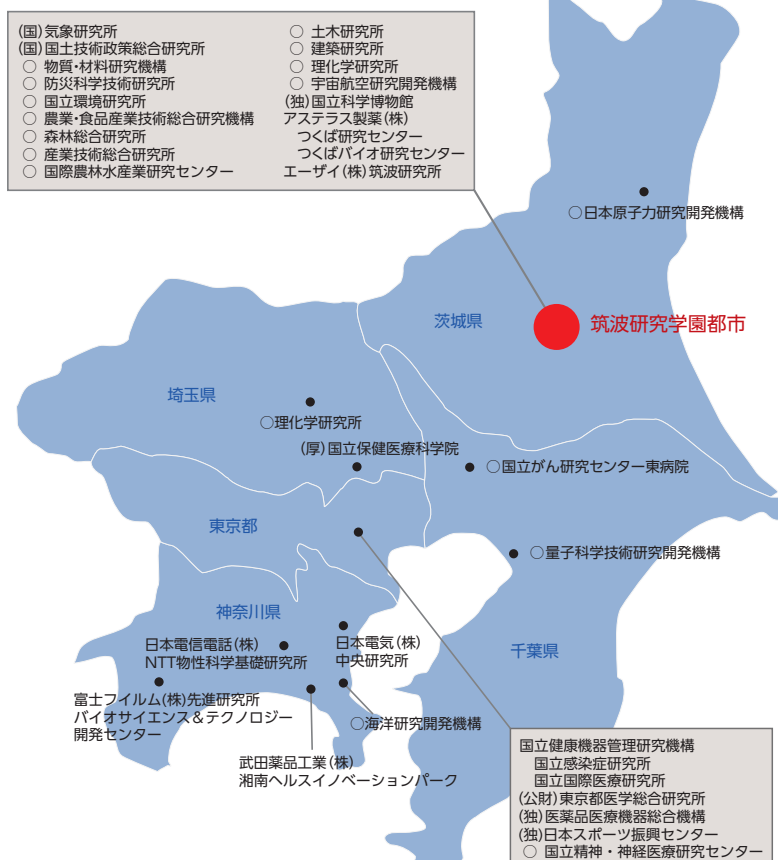 (国)気象研究所
(国)国土技術政策総合研究所
○ 物質・材料研究機構
○ 防災科学技術研究所
○ 国立環境研究所
○ 農業・食品産業技術総合研究機構
○ 森林総合研究所
○ 産業技術総合研究所
○ 国際農林水産業研究センター
○ 土木研究所
○ 建築研究所
○ 理化学研究所
○ 宇宙航空研究開発機構
(独)国立科学博物館
アステラス製薬(株)
つくば研究センター
つくばバイオ研究センター
エーザイ(株)筑波研究所
○日本原子力研究開発機構
茨城県
筑波研究学園都市
埼玉県
○理化学研究所
(厚)国立保健医療科学院
○国立がん研究センター東病院
東京都
○量子科学技術研究開発機構
神奈川県
日本電信電話(株)
NTT物性科学基礎研究所
日本電気(株)
中央研究所
千葉県
富士フイルム(株)先進研究所
バイオサイエンス&テクノロジー
開発センター
○海洋研究開発機構
武田薬品工業(株)
湘南ヘルスイノベーションパーク
国立健康機器管理研究機構
国立感染症研究所
国立国際医療研究所
(公財)東京都医学総合研究所
(独)医薬品医療機器総合機構
(独)日本スポーツ振興センター
○ 国立精神・神経医療研究センター